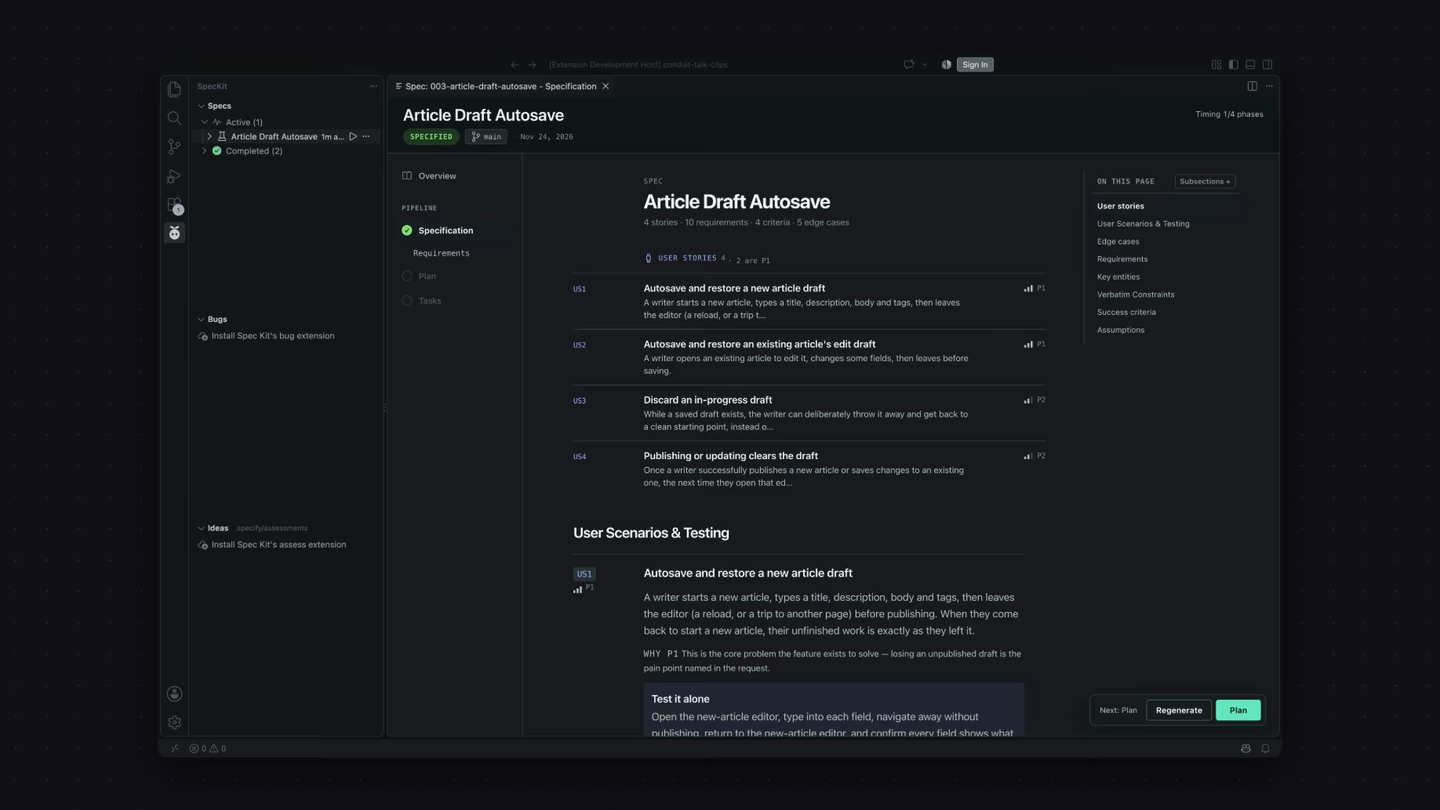 [Extension Development Host] conduit-talk-clips
Sign In
SpecKit
Spec: 003-article-draft-autosave - Specification
Specs
Active (1)
Article Draft Autosave 1m a...
Completed (2)
1
Bugs
Install Spec Kit's bug extension
Ideas .specify/assessments
Install Spec Kit's assess extension
Article Draft Autosave
SPECIFIED
main
· Nov 24, 2026
Timing 1/4 phases
Overview
PIPELINE
Specification
Requirements
Plan
Tasks
SPEC
Article Draft Autosave
4 stories · 10 requirements · 4 criteria · 5 edge cases
USER STORIES 4 · 2 are P1
US1
Autosave and restore a new article draft
P1
A writer starts a new article, types a title, description, body and tags, then leaves
the editor (a reload, or a trip t...
US2
Autosave and restore an existing article's edit draft
P1
A writer opens an existing article to edit it, changes some fields, then leaves before
saving.
US3
Discard an in-progress draft
P2
While a saved draft exists, the writer can deliberately throw it away and get back to
a clean starting point, instead o...
US4
Publishing or updating clears the draft
P2
Once a writer successfully publishes a new article or saves changes to an existing
one, the next time they open that ed...
User Scenarios & Testing
US1
P1
Autosave and restore a new article draft
A writer starts a new article, types a title, description, body and tags, then leaves
the editor (a reload, or a trip to another page) before publishing. When they come
back to start a new article, their unfinished work is exactly as they left it.
WHY P1 This is the core problem the feature exists to solve — losing an unpublished draft is the
pain point named in the request.
Test it alone
Open the new-article editor, type into each field, navigate away without
publishing, return to the new-article editor, and confirm every field shows what
ON THIS PAGE
Subsections +
User stories
User Scenarios & Testing
Edge cases
Requirements
Key entities
Verbatim Constraints
Success criteria
Assumptions
Next: Plan
Regenerate
Plan
0
0